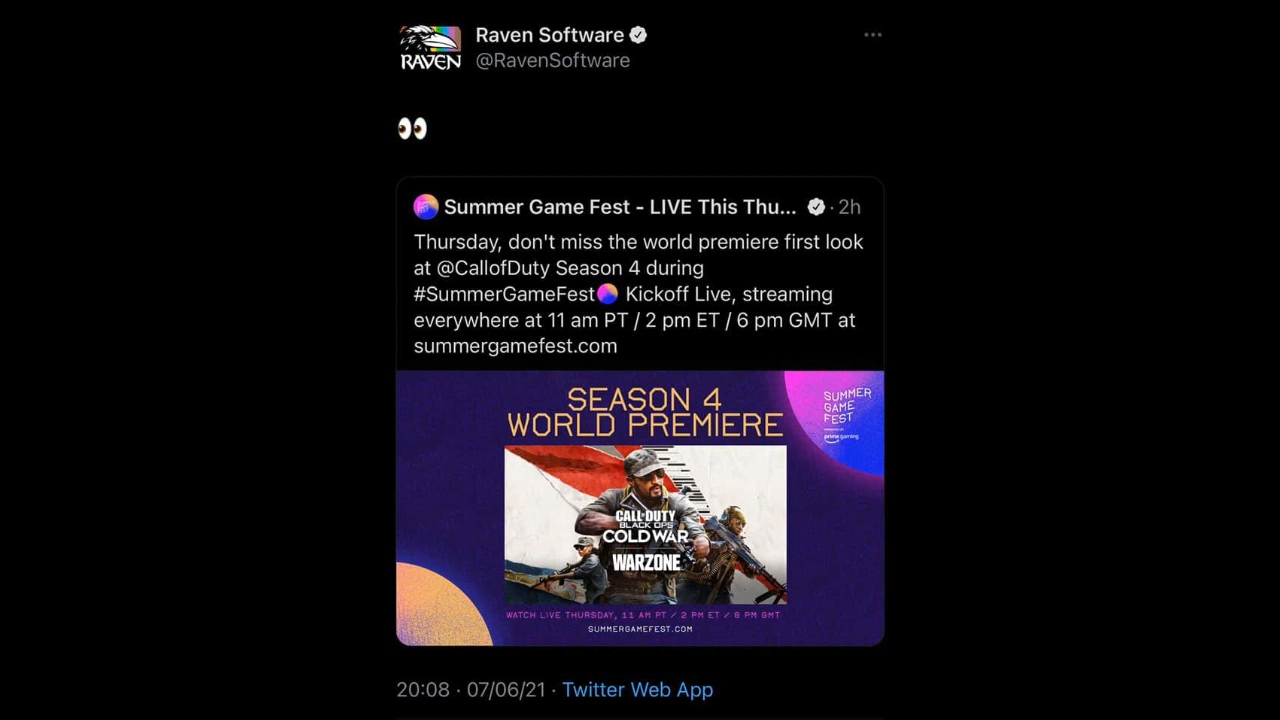 Raven Software
RAVEN
@RavenSoftware
👀
Summer Game Fest - LIVE This Thu... · 2h
Thursday, don't miss the world premiere first look
at @CallofDuty Season 4 during
#SummerGameFest Kickoff Live, streaming
everywhere at 11 am PT / 2 pm ET / 6 pm GMT at
summergamefest.com
SEASON 4
WORLD PREMIERE
SUMMER
GAME
FEST
prime gaming
CALL OF DUTY
BLACK OPS
COLD WAR
WARZONE
WATCH LIVE THURSDAY, 11 AM PT / 2 PM ET / 6 PM GMT
SUMMERGAMEFEST.COM
20:08 · 07/06/21 · Twitter Web App